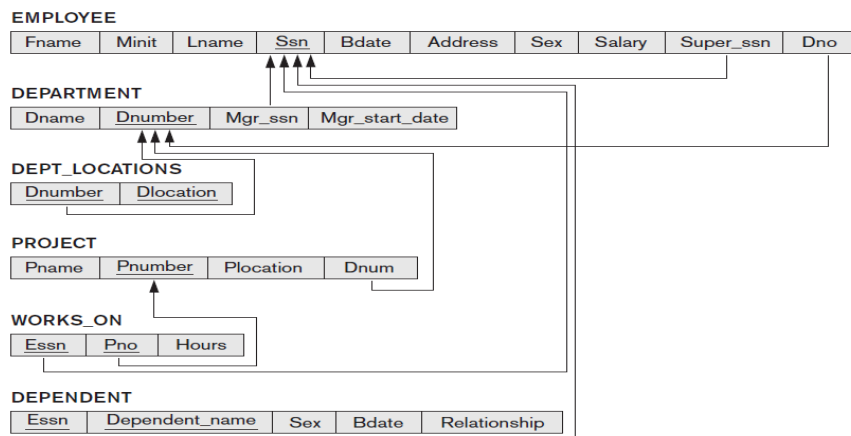 EMPLOYEE
Fname Minit Lname Ssn Bdate Address Sex Salary Super_ssn Dno
DEPARTMENT
Dname Dnumber Mgr_ssn Mgr_start_date
DEPT_LOCATIONS
Dnumber Dlocation
PROJECT
Pname Pnumber Plocation Dnum
WORKS_ON
Essn Pno Hours
DEPENDENT
Essn Dependent_name Sex Bdate Relationship